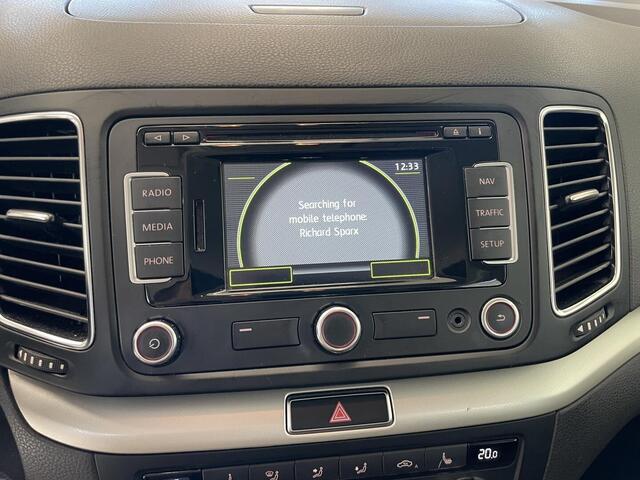 12:33
RADIO
MEDIA
PHONE
Searching for
mobile telephone:
Richard Sparx
NAV
TRAFFIC
SETUP
20.0